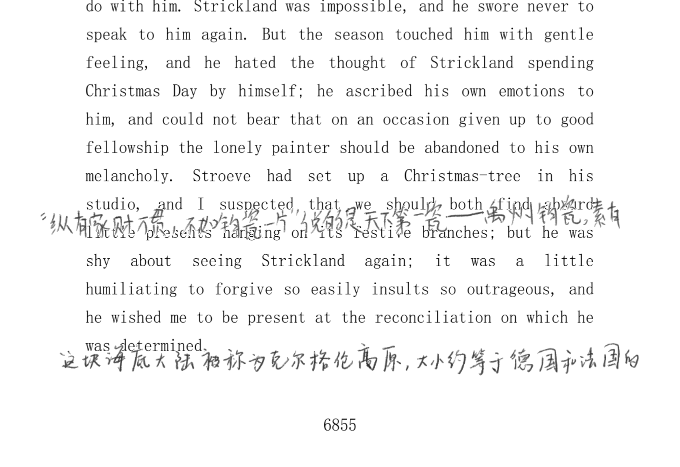 do with him. Strickland was impossible, and he swore never to
speak to him again. But the season touched him with gentle
feeling, and he hated the thought of Strickland spending
Christmas Day by himself; he ascribed his own emotions to
him, and could not bear that on an occasion given up to good
fellowship the lonely painter should be abandoned to his own
melancholy. Stroeve had set up a Christmas-tree in his
studio, and I suspected that we should both find absurd
“纵有家财万贯，不如钧瓷一片”说的是天下第一瓷——禹州钧瓷，素有
little presents hanging on its festive branches; but he was
shy about seeing Strickland again; it was a little
humiliating to forgive so easily insults so outrageous, and
he wished me to be present at the reconciliation on which he
was determined.
这块海底大陆被称为克尔格伦高原，大小约等于德国和法国的
6855